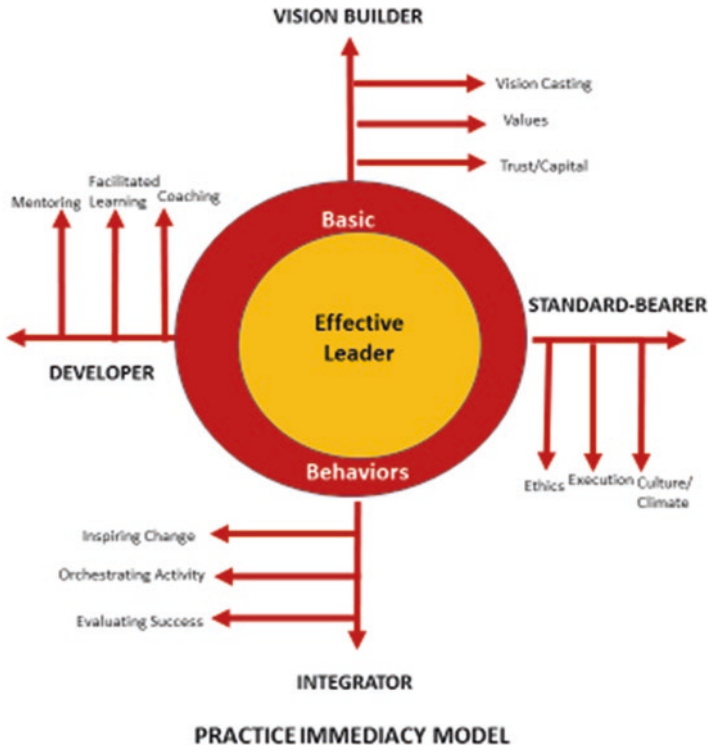 VISION BUILDER
Vision Casting
Values
Trust/Capital
Mentoring
Facilitated
Learning
Coaching
Basic
STANDARD-BEARER
Effective
Leader
DEVELOPER
Behaviors
Ethics
Execution
Culture/
Climate
Inspiring Change
Orchestrating Activity
Evaluating Success
INTEGRATOR
PRACTICE IMMEDIACY MODEL